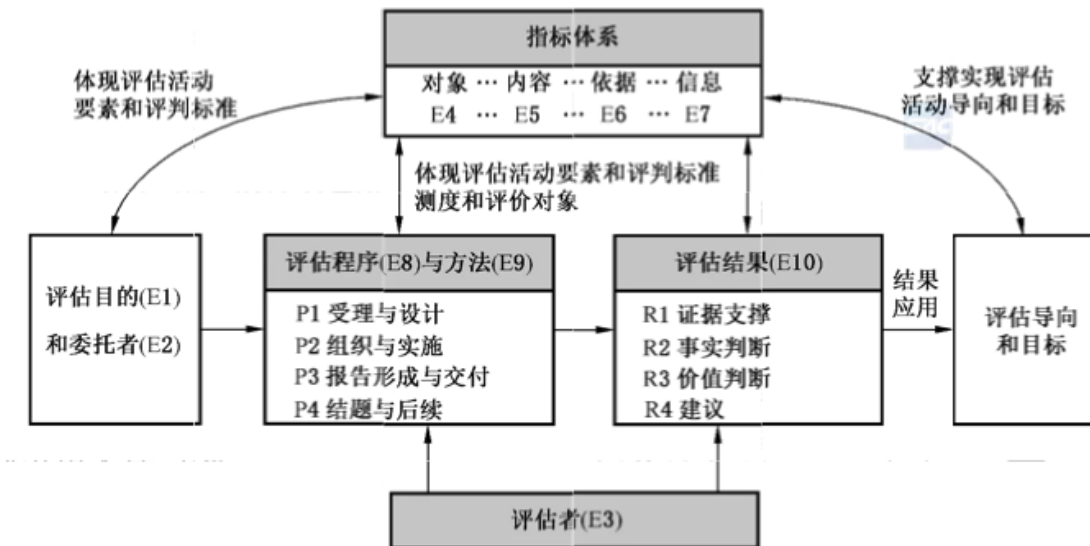 指标体系
对象 … 内容 … 依据 … 信息
E4 … E5 … E6 … E7
体现评估活动
要素和评判标准
支撑实现评估
活动导向和目标
体现评估活动要素和评判标准
测度和评价对象
评估目的(E1)
和委托者(E2)
评估程序(E8)与方法(E9)
P1 受理与设计
P2 组织与实施
P3 报告形成与交付
P4 结题与后续
评估结果(E10)
R1 证据支撑
R2 事实判断
R3 价值判断
R4 建议
结果
应用
评估导向
和目标
评估者(E3)